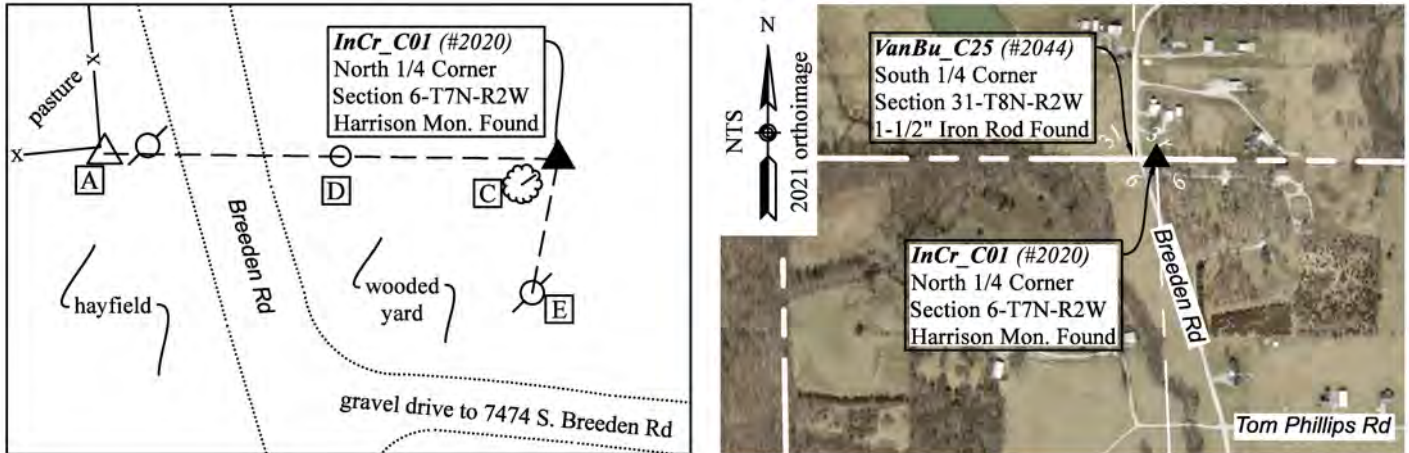 InCr_C01 (#2020)
North 1/4 Corner
Section 6-T7N-R2W
Harrison Mon. Found
x
pasture
x
A
D
C
E
Breeden Rd
hayfield
wooded
yard
gravel drive to 7474 S. Breeden Rd
N
NTS
2021 orthoimage
VanBu_C25 (#2044)
South 1/4 Corner
Section 31-T8N-R2W
1-1/2" Iron Rod Found
31
31
6
6
InCr_C01 (#2020)
North 1/4 Corner
Section 6-T7N-R2W
Harrison Mon. Found
Breeden Rd
Tom Phillips Rd